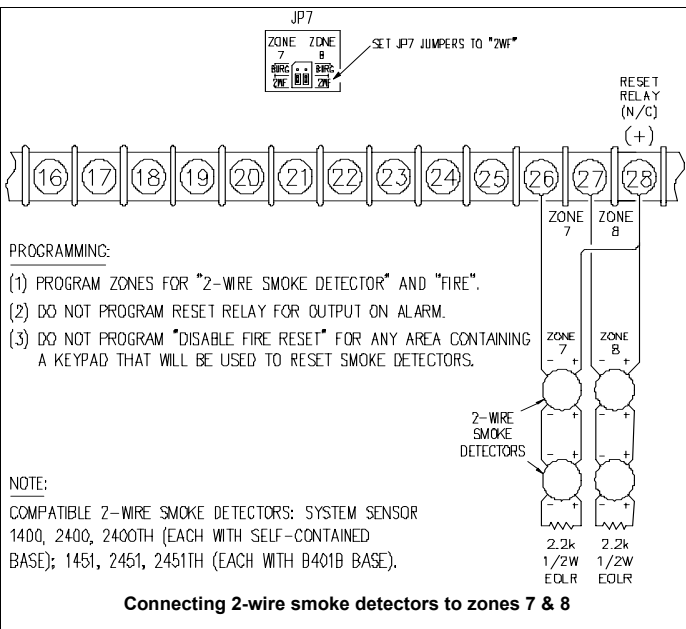 JP7
ZONE 7 ZONE 8
BURG BURG
2WF 2WF
SET JP7 JUMPERS TO "2WF"
RESET
RELAY
(N/C)
(+)
16 17 18 19 20 21 22 23 24 25 26 27 28
ZONE 7 ZONE 8
PROGRAMMING:
(1) PROGRAM ZONES FOR "2-WIRE SMOKE DETECTOR" AND "FIRE".
(2) DO NOT PROGRAM RESET RELAY FOR OUTPUT ON ALARM.
(3) DO NOT PROGRAM "DISABLE FIRE RESET" FOR ANY AREA CONTAINING
A KEYPAD THAT WILL BE USED TO RESET SMOKE DETECTORS.
ZONE 7 ZONE 8
- + - +
- + - +
2-WIRE
SMOKE
DETECTORS
- + - +
- + - +
NOTE:
COMPATIBLE 2-WIRE SMOKE DETECTORS: SYSTEM SENSOR
1400, 2400, 2400TH (EACH WITH SELF-CONTAINED
BASE); 1451, 2451, 2451TH (EACH WITH B401B BASE).
2.2k 2.2k
1/2W 1/2W
EOLR EOLR
Connecting 2-wire smoke detectors to zones 7 & 8